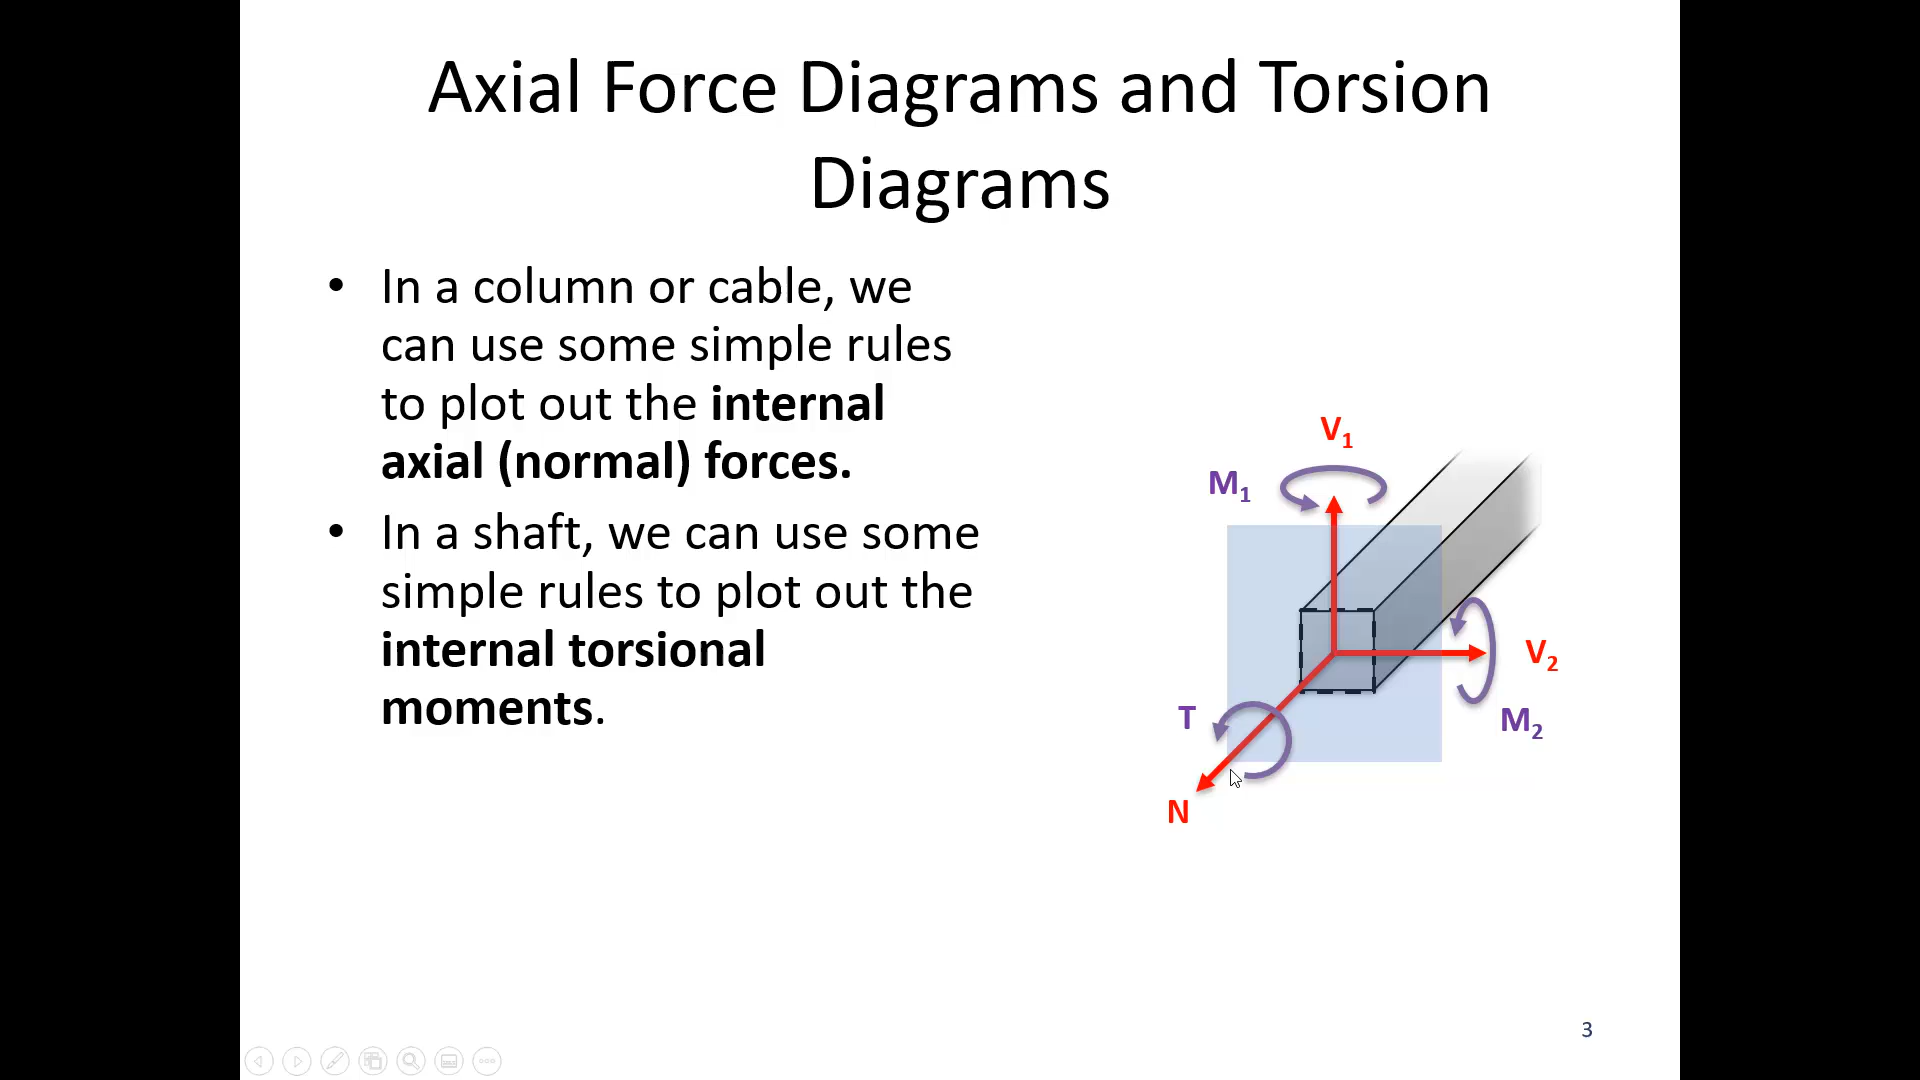 Axial Force Diagrams and Torsion
Diagrams
• In a column or cable, we
can use some simple rules
to plot out the internal
axial (normal) forces.
• In a shaft, we can use some
simple rules to plot out the
internal torsional
moments.
V1
M1
V2
T
M2
N
3